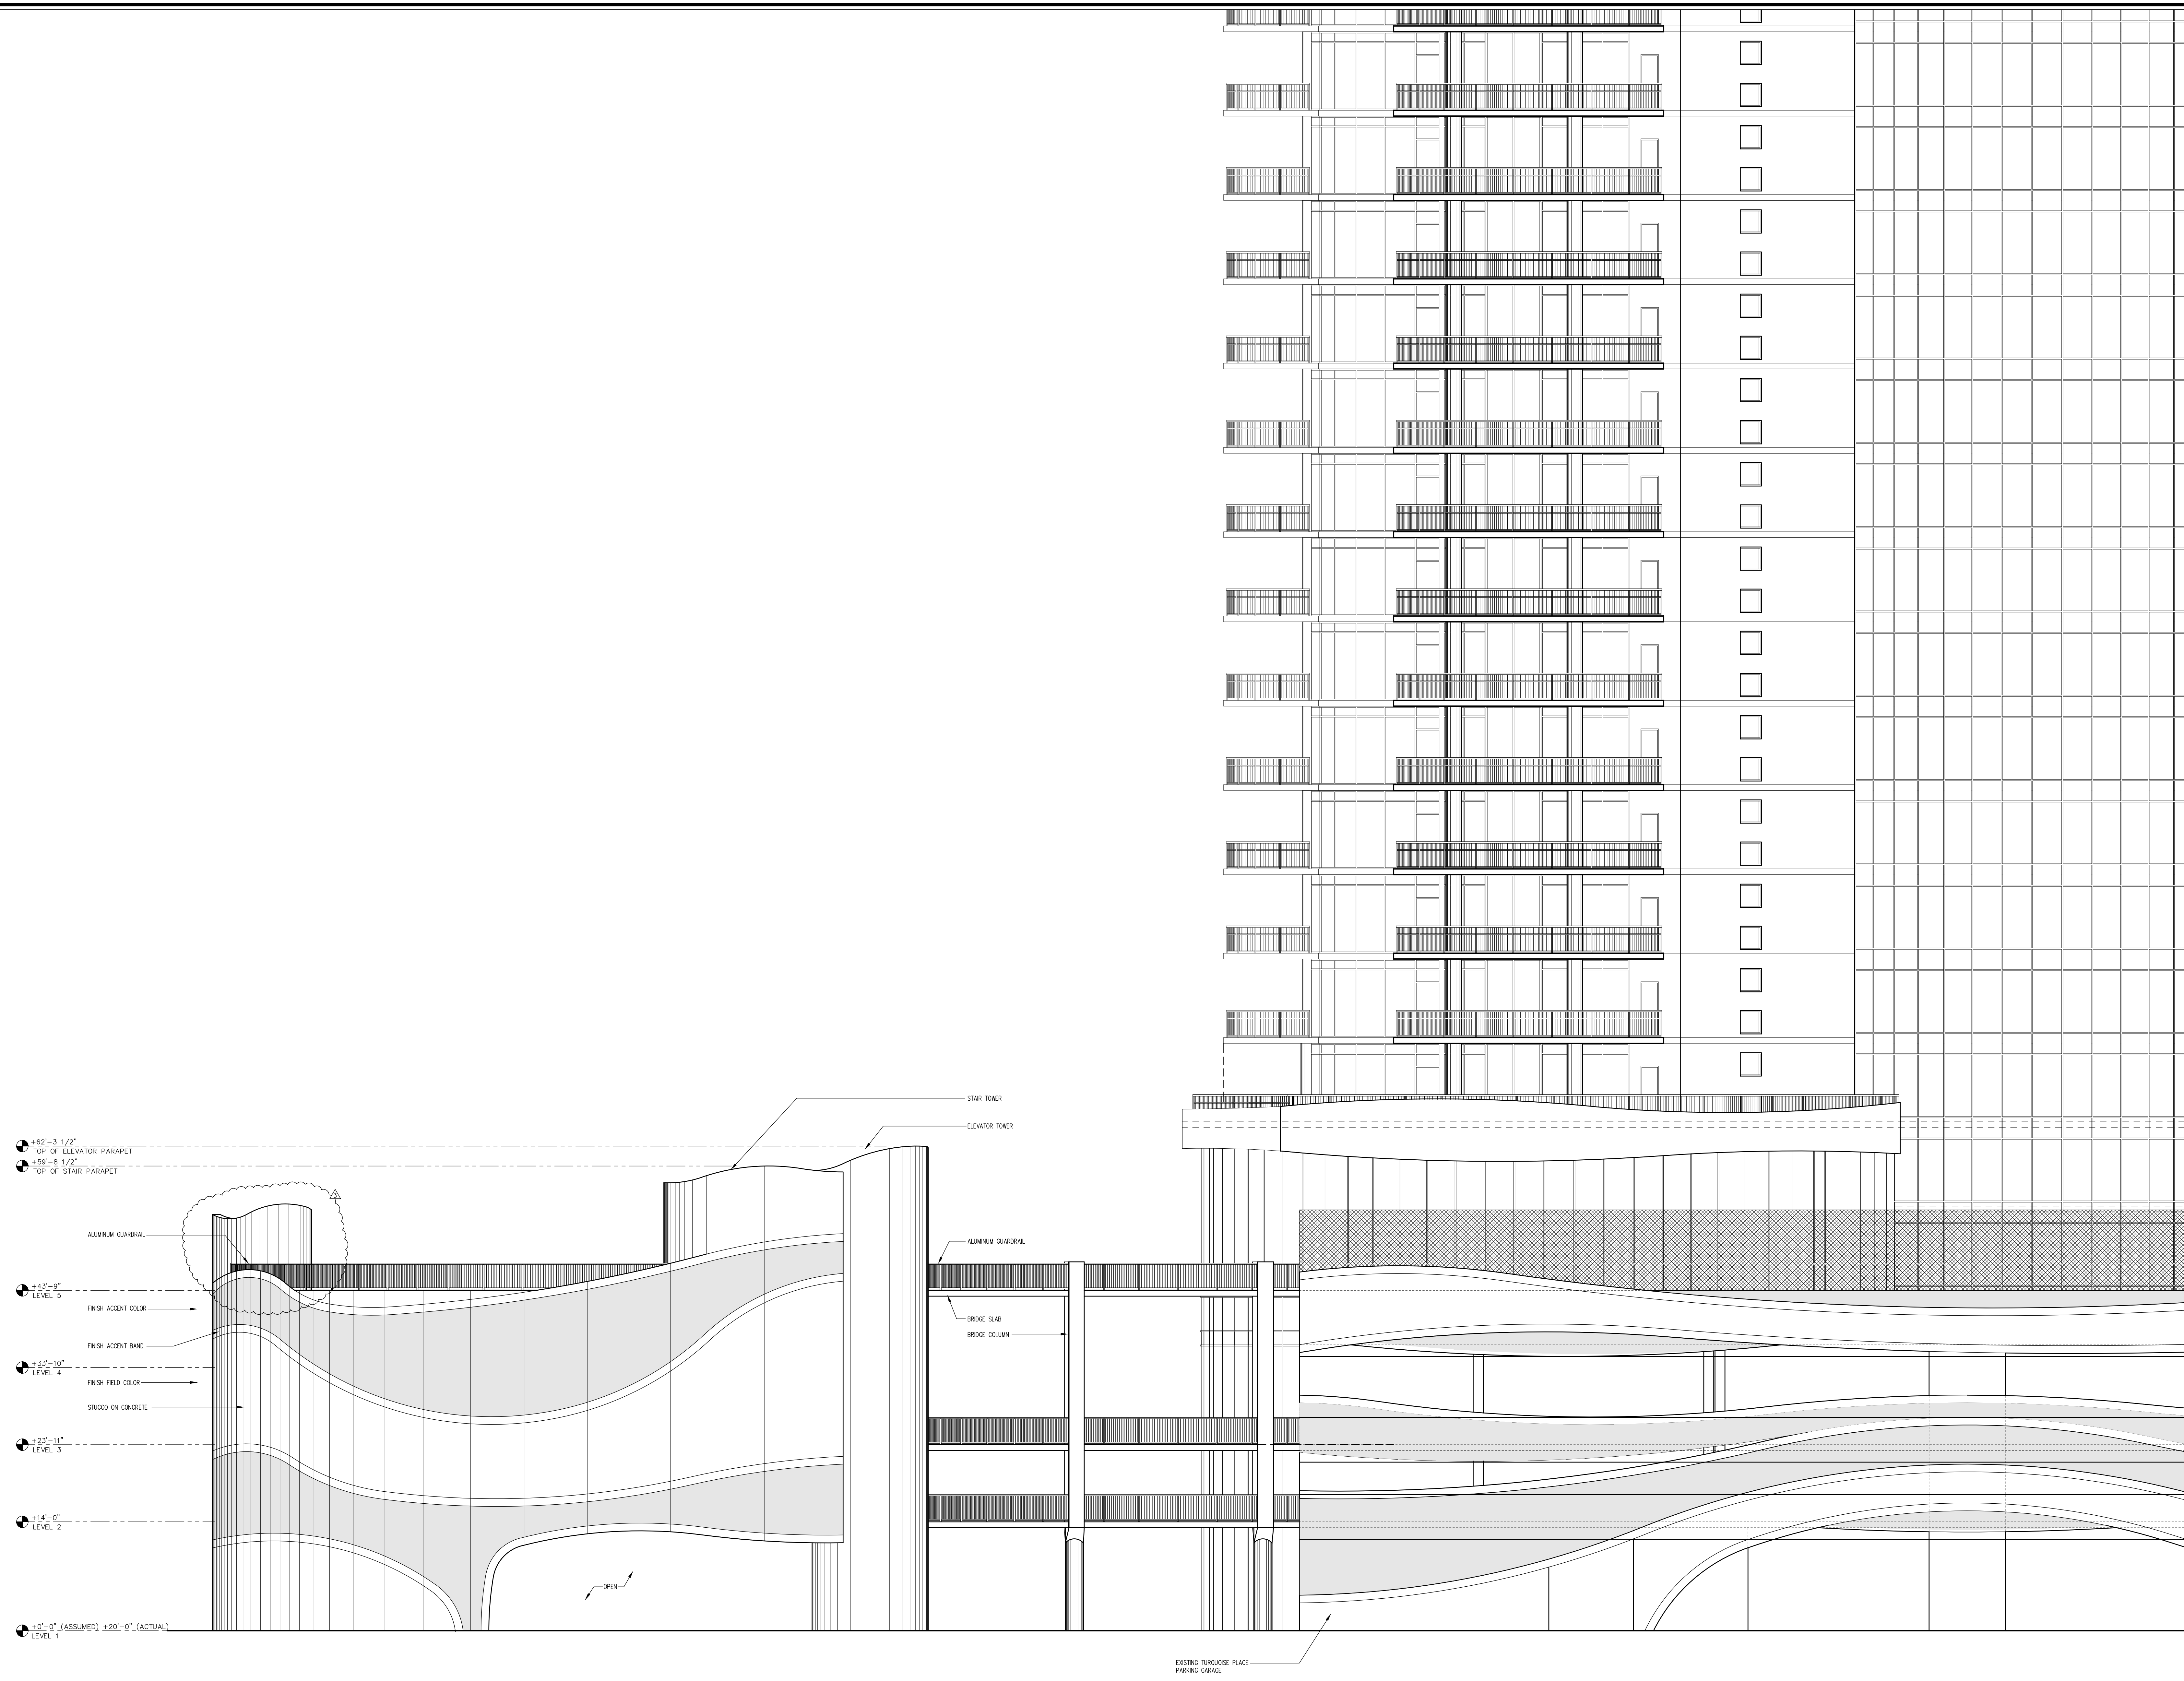 STAIR TOWER
ELEVATOR TOWER
+62'-3 1/2"
TOP OF ELEVATOR PARAPET
+59'-8 1/2"
TOP OF STAIR PARAPET
ALUMINUM GUARDRAIL
ALUMINUM GUARDRAIL
+43'-9"
LEVEL 5
FINISH ACCENT COLOR
BRIDGE SLAB
BRIDGE COLUMN
FINISH ACCENT BAND
+33'-10"
LEVEL 4
FINISH FIELD COLOR
STUCCO ON CONCRETE
+23'-11"
LEVEL 3
+14'-0"
LEVEL 2
OPEN
+0'-0" (ASSUMED) +20'-0" (ACTUAL)
LEVEL 1
EXISTING TURQUOISE PLACE
PARKING GARAGE